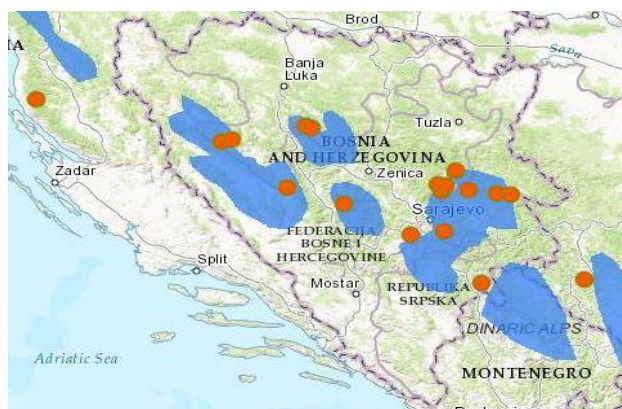 Brod
IA
Banja
Luka
Sava
Tuzla
BOSNIA
AND HERZEGOVINA
Zenica
Zadar
Sarajevo
FEDERACIJA
BOSNE I
HERCEGOVINE
Split
Mostar
REPUBLIKA
SRPSKA
DINARIC ALPS
Adriatic Sea
MONTENEGRO